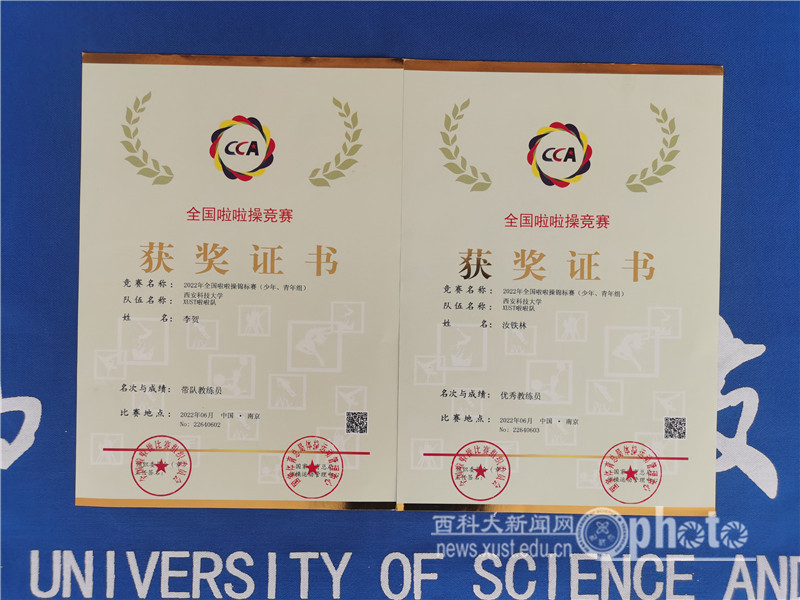 CCA
全国啦啦操竞赛
获奖证书
竞赛名称: 2022年全国啦啦操锦标赛(少年、青年组)
队伍名称: 西安科技大学
XUST啦啦队
姓 名: 李贺
名次与成绩: 带队教练员
比赛地点: 2022年06月 中国 • 南京
No: 22640602
CCA
全国啦啦操竞赛
获奖证书
竞赛名称: 2022年全国啦啦操锦标赛(少年、青年组)
队伍名称: 西安科技大学
XUST啦啦队
姓 名: 汝铁林
名次与成绩: 优秀教练员
比赛地点: 2022年06月 中国 • 南京
No: 22640603
西科大新闻网 photo
news.xust.edu.cn
UNIVERSITY OF SCIENCE AND